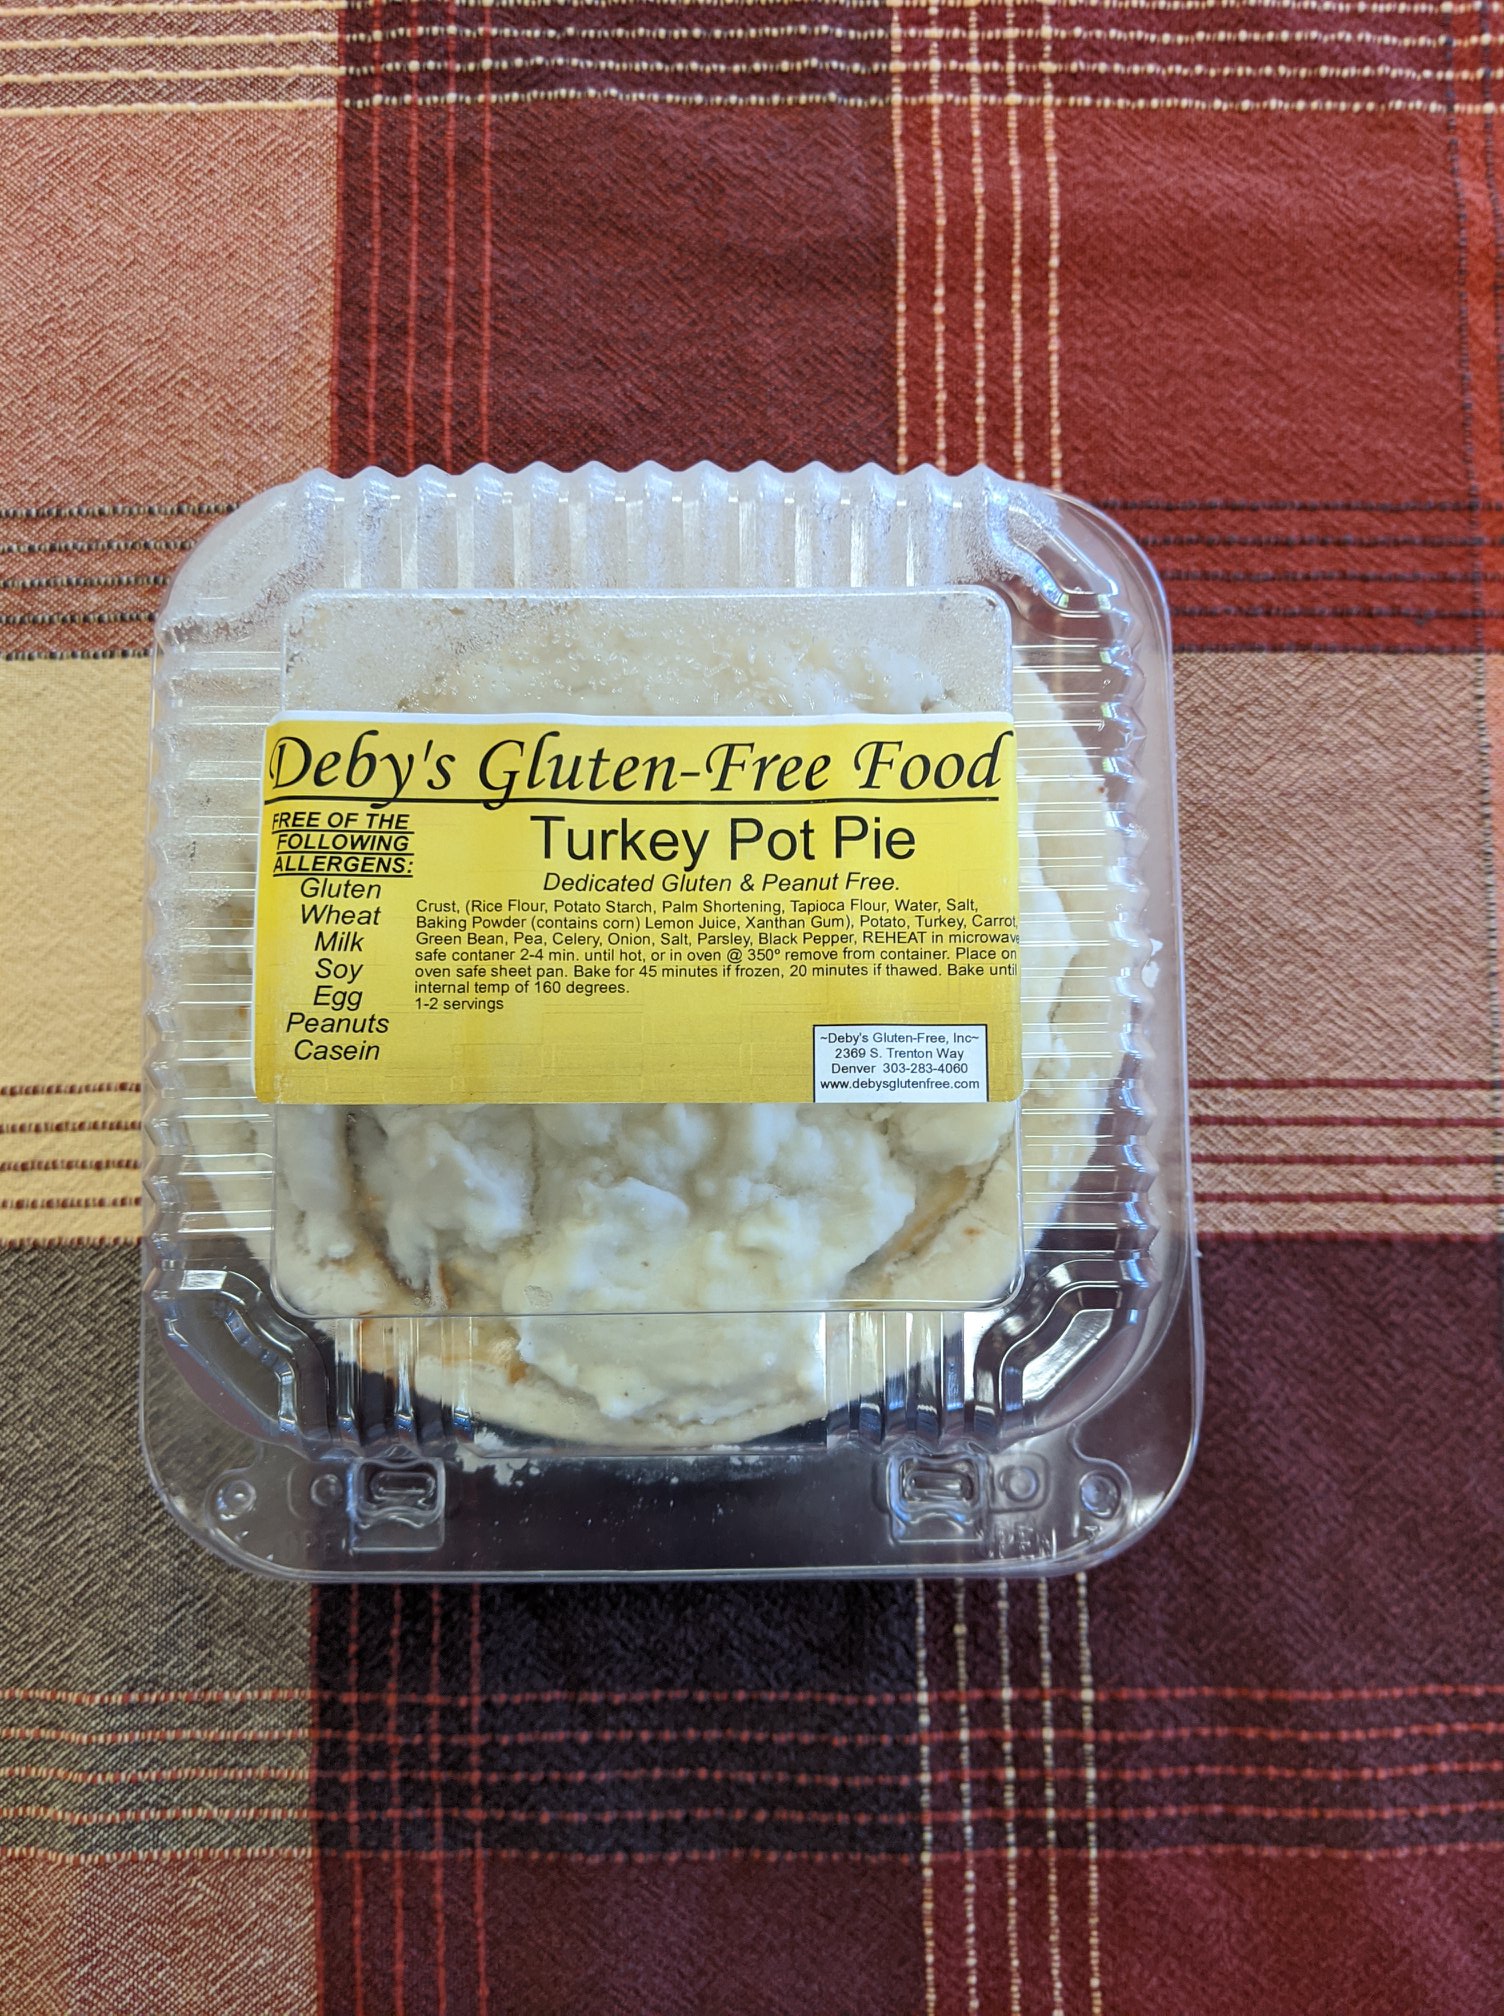 Deby's Gluten-Free Food
FREE OF THE
FOLLOWING
ALLERGENS:
Gluten
Wheat
Milk
Soy
Egg
Peanuts
Casein
Turkey Pot Pie
Dedicated Gluten & Peanut Free.
Crust, (Rice Flour, Potato Starch, Palm Shortening, Tapioca Flour, Water, Salt,
Baking Powder (contains corn) Lemon Juice, Xanthan Gum), Potato, Turkey, Carrot,
Green Bean, Pea, Celery, Onion, Salt, Parsley, Black Pepper, REHEAT in microwave
safe contaner 2-4 min. until hot, or in oven @ 350° remove from container. Place on
oven safe sheet pan. Bake for 45 minutes if frozen, 20 minutes if thawed. Bake until
internal temp of 160 degrees.
1-2 servings
~Deby's Gluten-Free, Inc~
2369 S. Trenton Way
Denver 303-283-4060
www.debysglutenfree.com
OPEN